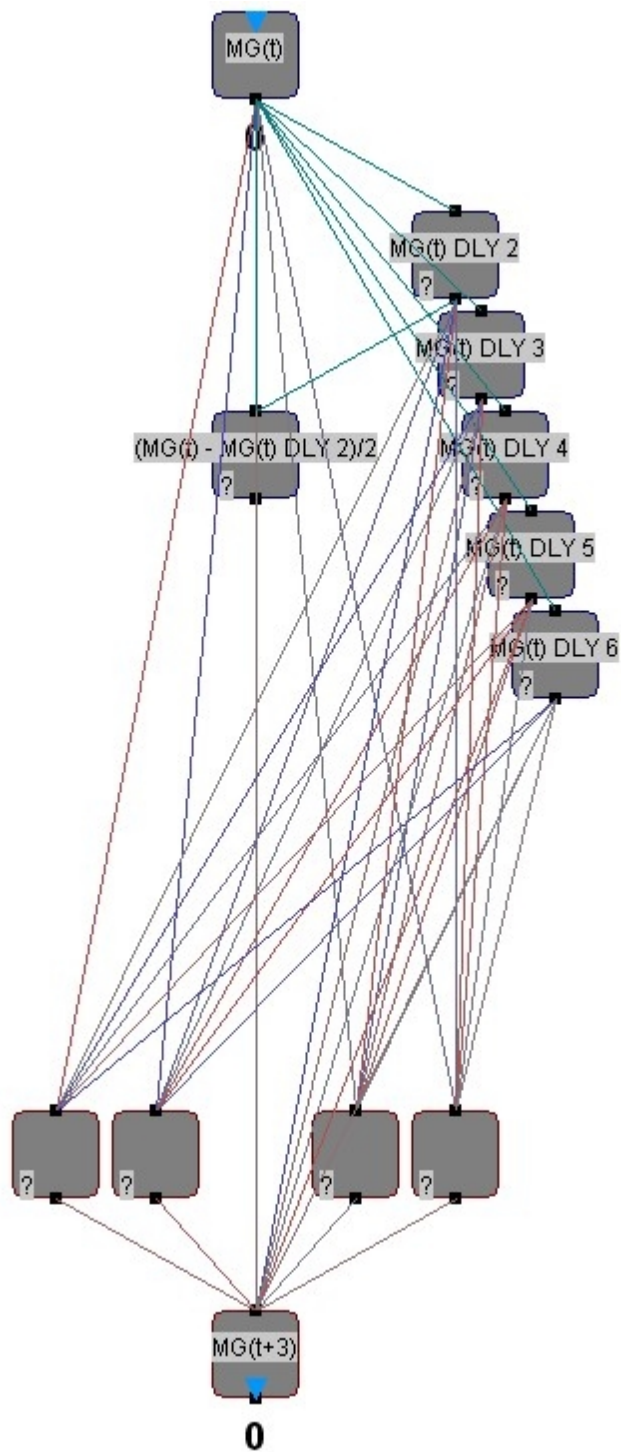 MG(t)
0
MG(t) DLY 2
?
MG(t) DLY 3
?
(MG(t) - MG(t) DLY 2)/2
?
MG(t) DLY 4
?
MG(t) DLY 5
?
MG(t) DLY 6
?
?
?
?
?
MG(t+3)
0